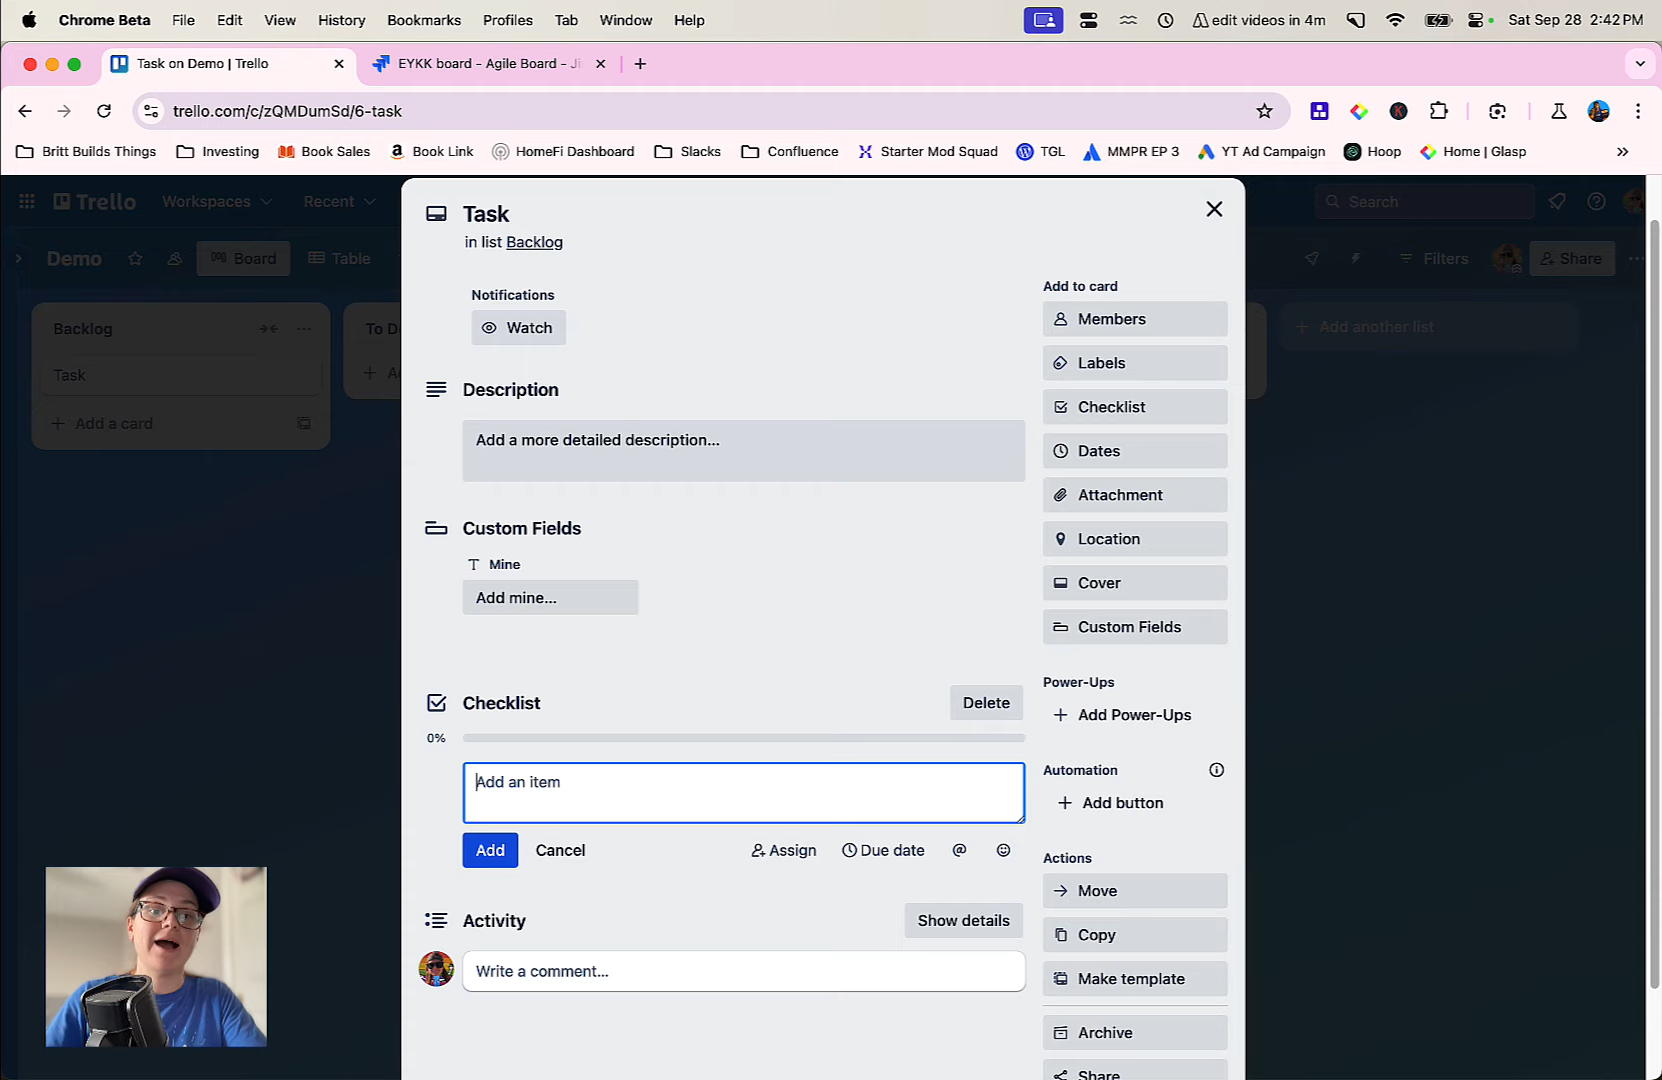 Chrome Beta File Edit View History Bookmarks Profiles Tab Window Help edit videos in 4m Sat Sep 28 2:42 PM
Task on Demo | Trello EYKK board - Agile Board - Ji
trello.com/c/zQMDumSd/6-task
Britt Builds Things Investing Book Sales Book Link HomeFi Dashboard Slacks Confluence Starter Mod Squad TGL MMPR EP 3 YT Ad Campaign Hoop Home | Glasp
Trello Workspaces Recent Search
Demo Board Table Filters Share
Backlog
Task
Add a card
To D
A
Add another list
Task
in list Backlog
Notifications
Watch
Description
Add a more detailed description...
Custom Fields
T Mine
Add mine...
Checklist Delete
0%
Add an item
Add Cancel Assign Due date @
Activity Show details
Write a comment...
Add to card
Members
Labels
Checklist
Dates
Attachment
Location
Cover
Custom Fields
Power-Ups
Add Power-Ups
Automation
Add button
Actions
Move
Copy
Make template
Archive
Share